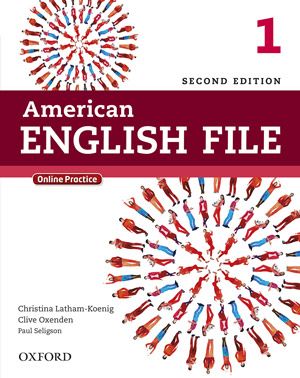 1
SECOND EDITION
American
ENGLISH FILE
Online Practice
Christina Latham-Koenig
Clive Oxenden
Paul Seligson
OXFORD